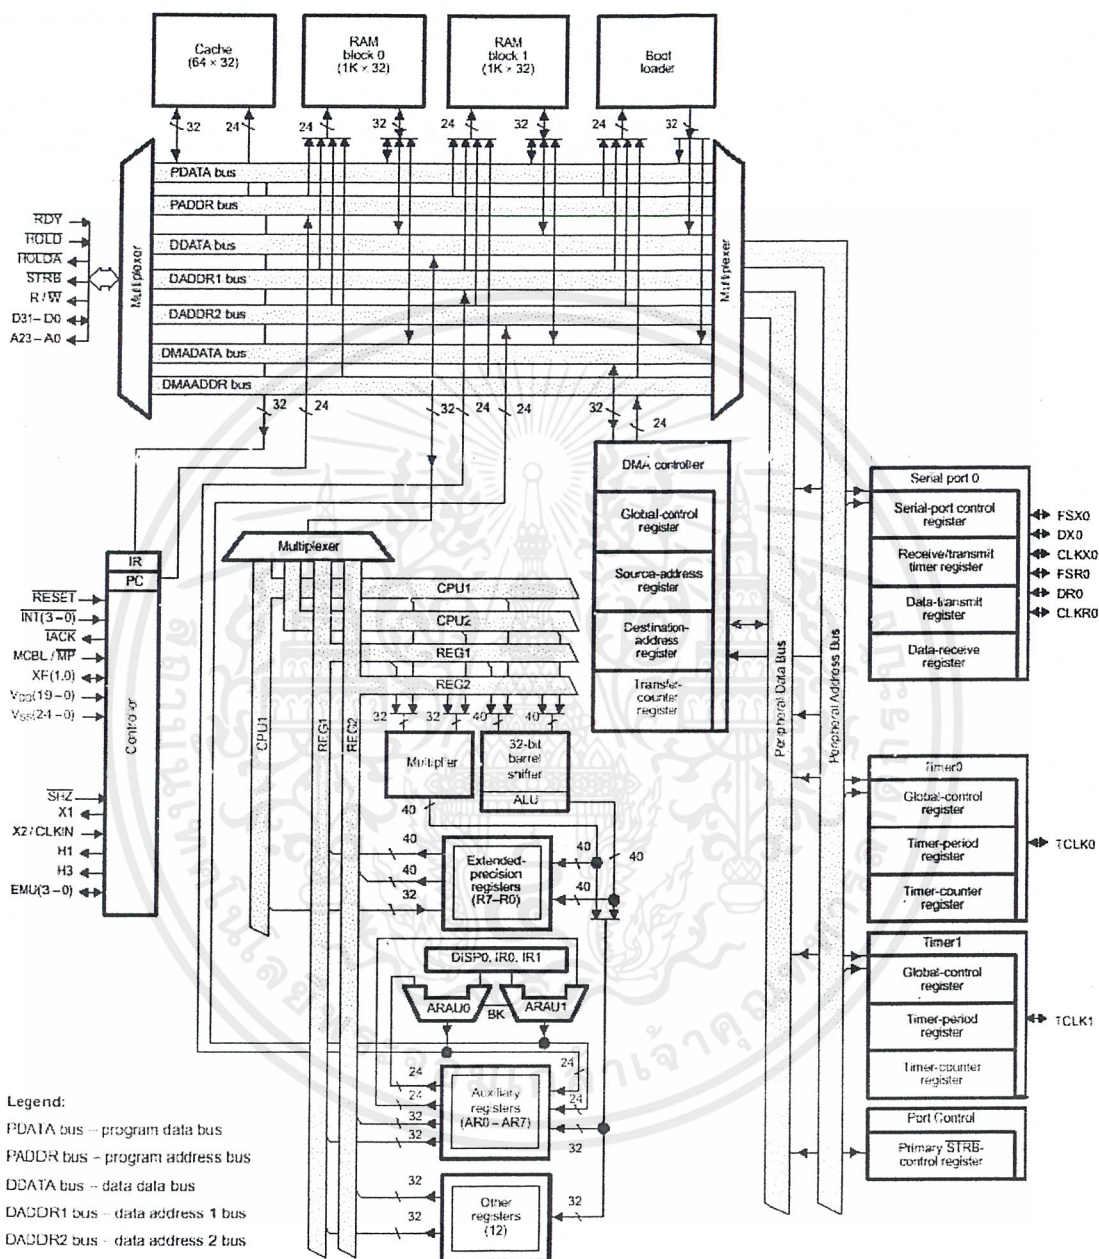 Cache
(64 × 32)
RAM
block 0
(1K × 32)
RAM
block 1
(1K × 32)
Boot
loader
32
24
24
32
24
32
24
32
PDATA bus
PADDR bus
DDATA bus
DADDR1 bus
DADDR2 bus
DMADATA bus
DMAADDR bus
Multiplexer
Multiplexer
RDY
HOLD
HOLDA
STRB
R / W
D31 – D0
A23 – A0
32
24
32
24
24
32
24
DMA controller
Global-control
register
Source-address
register
Destination-
address
register
Transfer-
counter
register
Peripheral Data Bus
Peripheral Address Bus
Serial port 0
Serial-port control
register
Receive/transmit
timer register
Data-transmit
register
Data-receive
register
FSX0
DX0
CLKX0
FSR0
DR0
CLKR0
IR
PC
Controller
RESET
INT(3 – 0)
IACK
MCBL / MP
XF(1,0)
VDD(19 – 0)
VSS(24 – 0)
SHZ
X1
X2 / CLKIN
H1
H3
EMU(3 – 0)
Multiplexer
CPU1
CPU2
REG1
REG2
CPU1
REG1
REG2
32
32
40
40
Multiplier
32-bit
barrel
shifter
ALU
40
40
40
40
32
Extended-
precision
registers
(R7–R0)
40
40
40
DISP0, IR0, IR1
ARAU0
BK
ARAU1
24
24
24
32
32
Auxiliary
registers
(AR0 – AR7)
24
32
32
32
Other
registers
(12)
32
Timer0
Global-control
register
Timer-period
register
Timer-counter
register
TCLK0
Timer1
Global-control
register
Timer-period
register
Timer-counter
register
TCLK1
Port Control
Primary STRB-
control register
Legend:
PDATA bus – program data bus
PADDR bus – program address bus
DDATA bus – data data bus
DADDR1 bus – data address 1 bus
DADDR2 bus – data address 2 bus